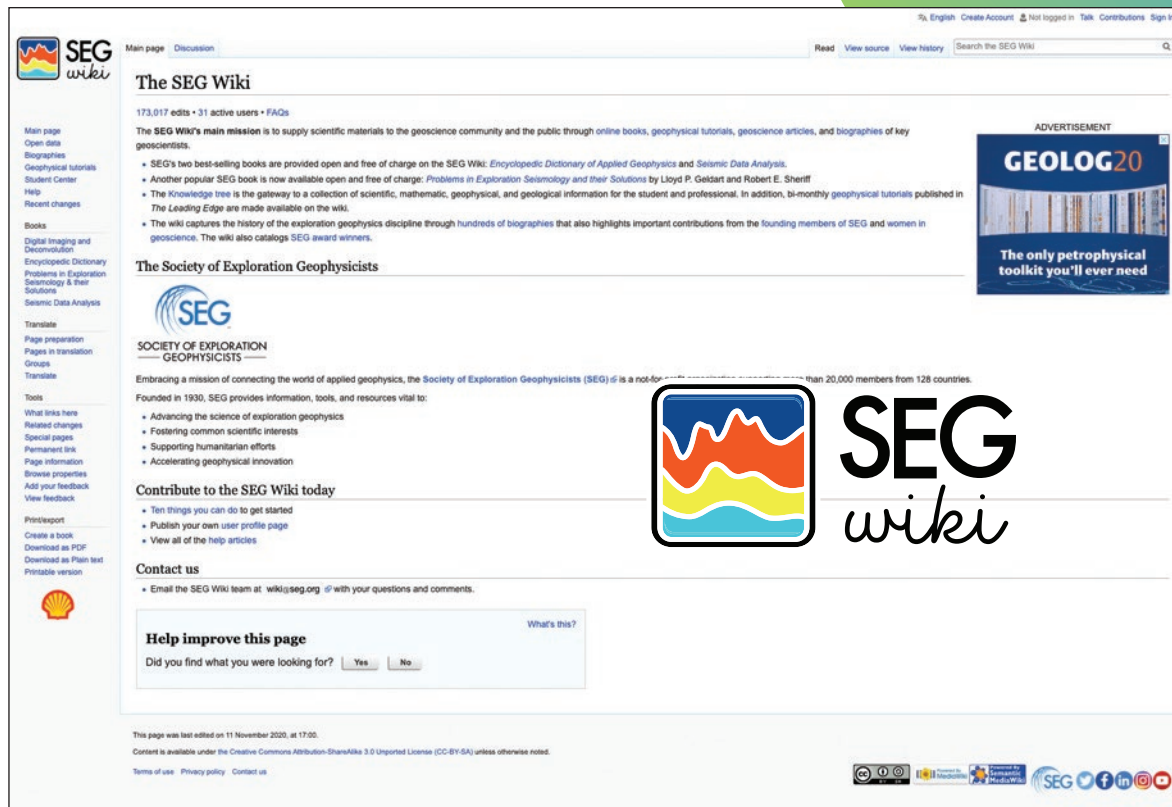 English Create Account Not logged in Talk Contributions Sign In
SEG
wiki
Main page Discussion
Read View source View history Search the SEG Wiki
The SEG Wiki
173,017 edits • 31 active users • FAQs
The SEG Wiki's main mission is to supply scientific materials to the geoscience community and the public through online books, geophysical tutorials, geoscience articles, and biographies of key
geoscientists.
• SEG's two best-selling books are provided open and free of charge on the SEG Wiki: Encyclopedic Dictionary of Applied Geophysics and Seismic Data Analysis.
• Another popular SEG book is now available open and free of charge: Problems in Exploration Seismology and their Solutions by Lloyd P. Geldart and Robert E. Sheriff
• The Knowledge tree is the gateway to a collection of scientific, mathematic, geophysical, and geological information for the student and professional. In addition, bi-monthly geophysical tutorials published in
The Leading Edge are made available on the wiki.
• The wiki captures the history of the exploration geophysics discipline through hundreds of biographies that also highlights important contributions from the founding members of SEG and women in
geoscience. The wiki also catalogs SEG award winners.
ADVERTISEMENT
GEOLOG20
The only petrophysical
toolkit you'll ever need
Main page
Open data
Biographies
Geophysical tutorials
Student Center
Help
Recent changes
Books
Digital Imaging and
Deconvolution
Encyclopedic Dictionary
Problems in Exploration
Seismology & their
Solutions
Seismic Data Analysis
Translate
Page preparation
Pages in translation
Groups
Translate
Tools
What links here
Related changes
Special pages
Permanent link
Page information
Browse properties
Add your feedback
View feedback
Print/export
Create a book
Download as PDF
Download as Plain text
Printable version
The Society of Exploration Geophysicists
SEG
SOCIETY OF EXPLORATION
GEOPHYSICISTS
Embracing a mission of connecting the world of applied geophysics, the Society of Exploration Geophysicists (SEG) is a not-for-profit than 20,000 members from 128 countries.
Founded in 1930, SEG provides information, tools, and resources vital to:
• Advancing the science of exploration geophysics
• Fostering common scientific interests
• Supporting humanitarian efforts
• Accelerating geophysical innovation
SEG
wiki
Contribute to the SEG Wiki today
• Ten things you can do to get started
• Publish your own user profile page
• View all of the help articles
Contact us
• Email the SEG Wiki team at wiki@seg.org with your questions and comments.
What's this?
Help improve this page
Did you find what you were looking for? Yes No
This page was last edited on 11 November 2020, at 17:00.
Content is available under the Creative Commons Attribution-ShareAlike 3.0 Unported License (CC-BY-SA) unless otherwise noted.
Terms of use Privacy policy Contact us
cc BY SA Powered By MediaWiki Powered by Semantic MediaWiki SEG